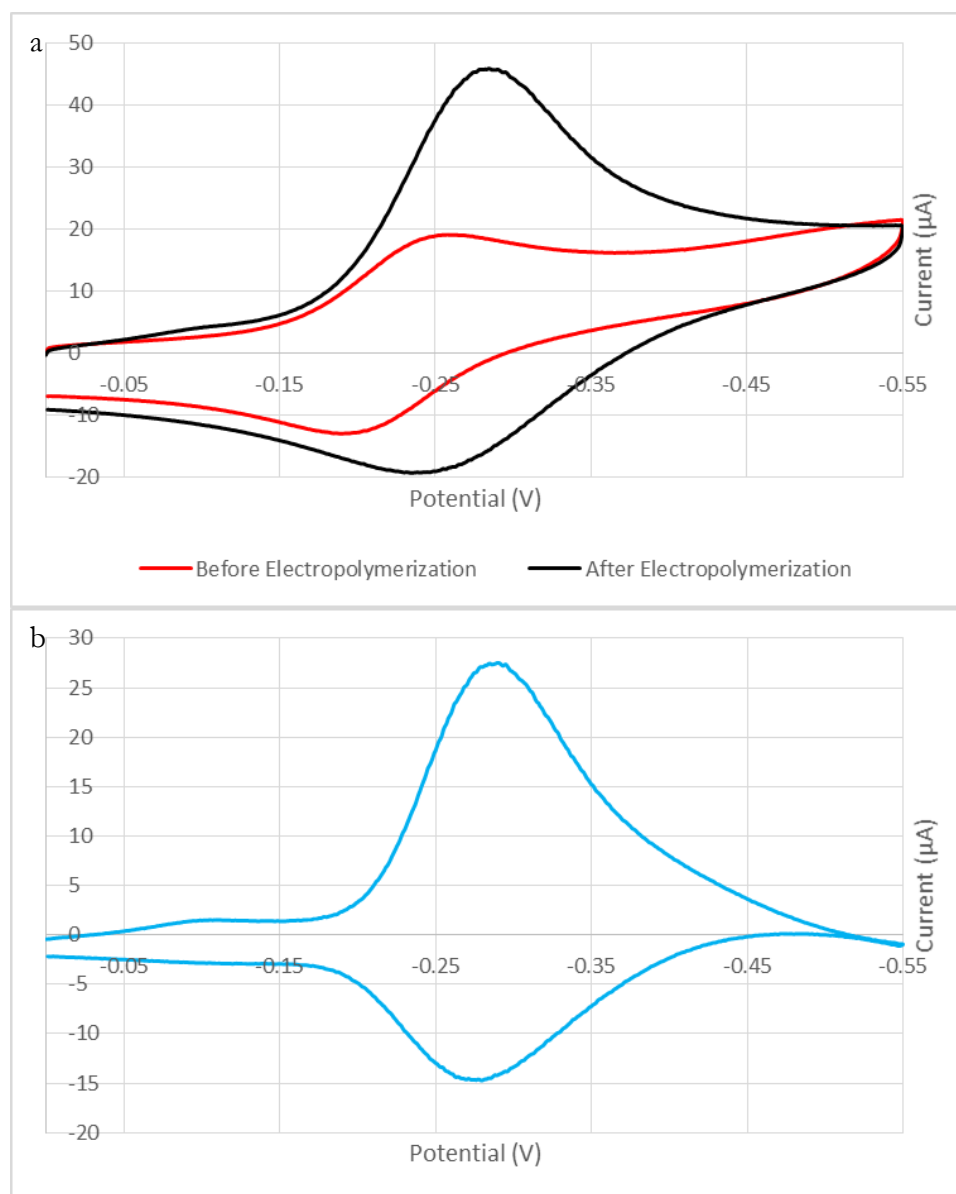 a
50
40
30
20
10
0
-10
-20
-0.05 -0.15 -0.25 -0.35 -0.45 -0.55
Current (µA)
Potential (V)
Before Electropolymerization After Electropolymerization
b
30
25
20
15
10
5
0
-5
-10
-15
-20
-0.05 -0.15 -0.25 -0.35 -0.45 -0.55
Current (µA)
Potential (V)